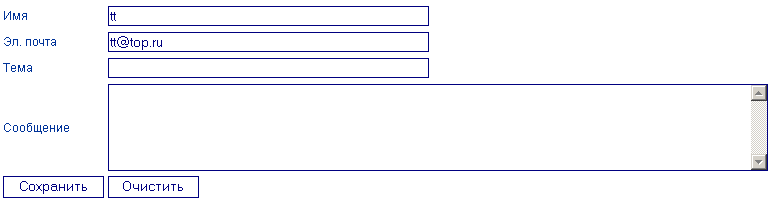 Имя tt
Эл. почта tt@top.ru
Тема
Сообщение
Сохранить Очистить